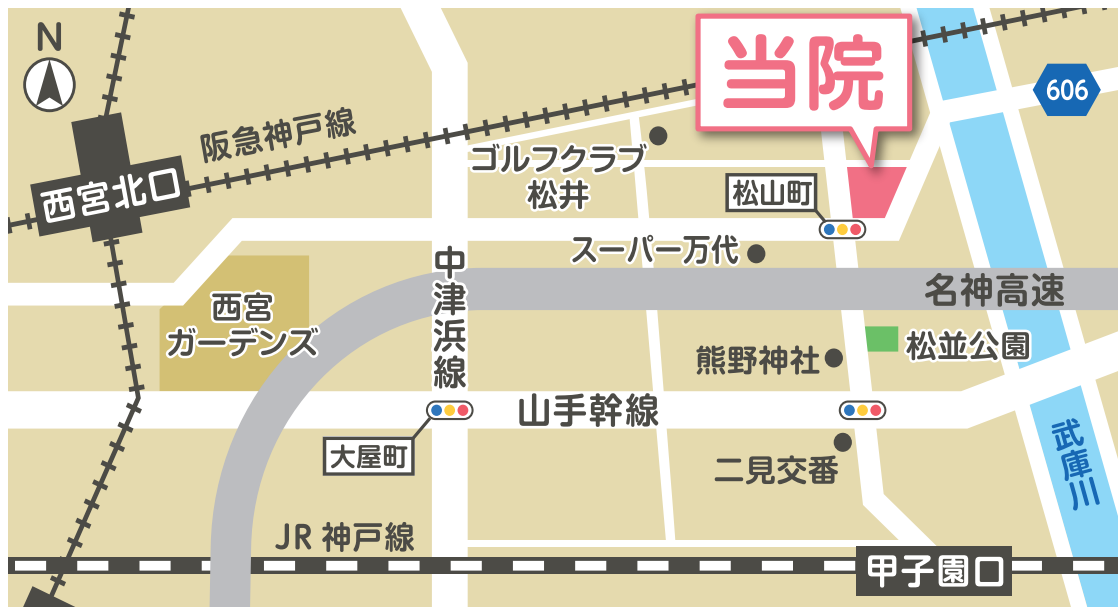 N
当院
606
阪急神戸線
西宮北口
ゴルフクラブ
松井
松山町
スーパー万代
中津浜線
西宮
ガーデンズ
名神高速
熊野神社
松並公園
山手幹線
大屋町
二見交番
武庫川
JR 神戸線
甲子園口